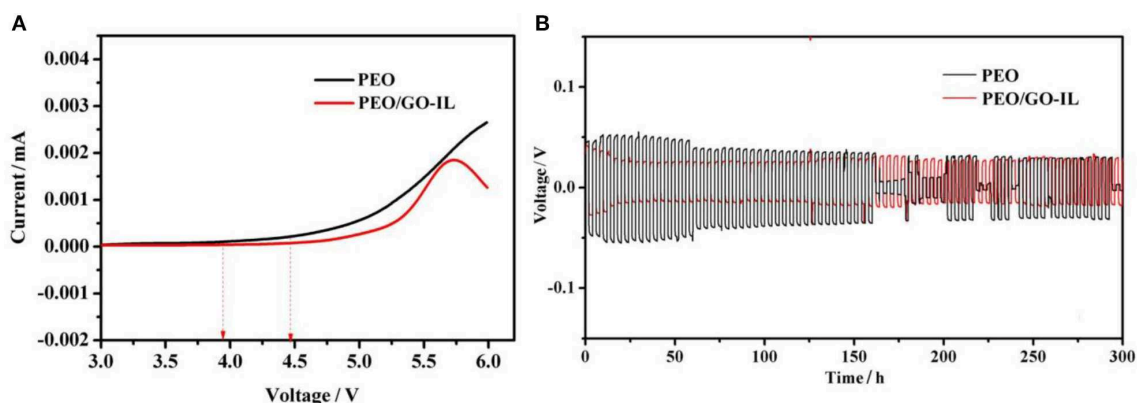 A
0.004
0.003
0.002
0.001
0.000
-0.001
-0.002
Current / mA
PEO
PEO/GO-IL
3.0 3.5 4.0 4.5 5.0 5.5 6.0
Voltage / V
B
0.1
0.0
-0.1
Voltage / V
PEO
PEO/GO-IL
0 50 100 150 200 250 300
Time / h